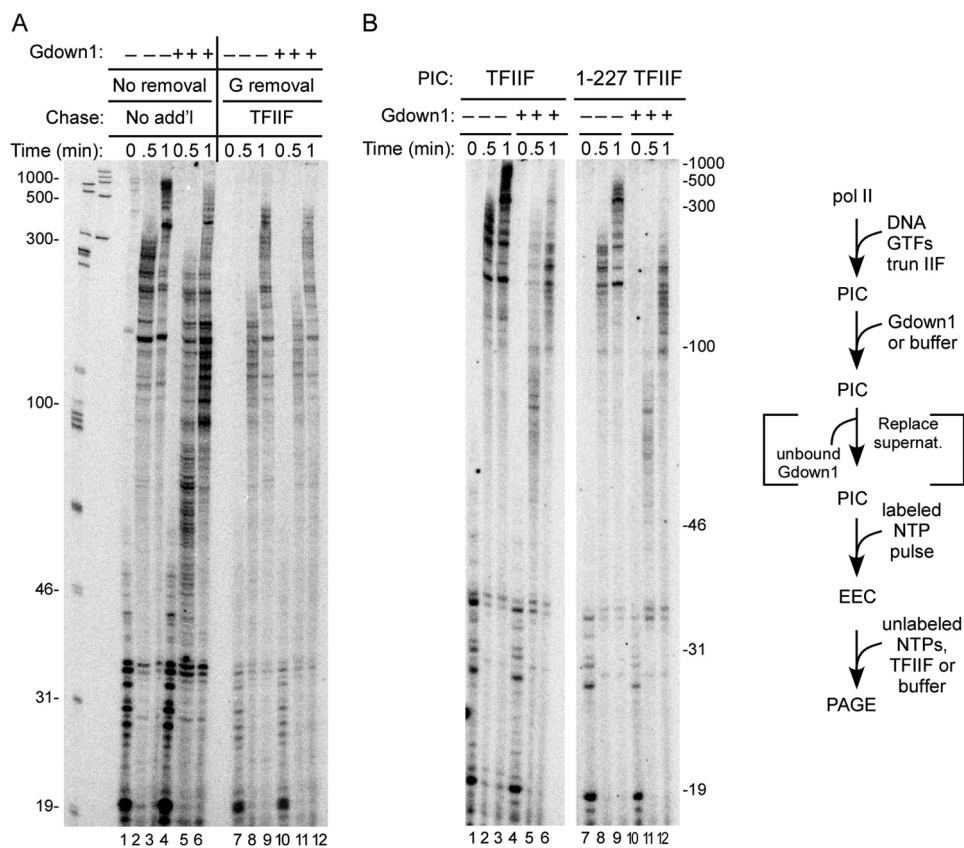 A
Gdown1: − − − + + +  − − − + + +
No removal  G removal
Chase: No add'l  TFIIF
Time (min): 0 .5 1 0.5 1  0.5 1 0.5 1
1000-
500-
300-
100-
46-
31-
19-
1 2 3 4 5 6  7 8 9 10 11 12
B
PIC: TFIIF  1-227 TFIIF
Gdown1: − − − + + +  − − − + + +
Time (min): 0 .5 1 0.5 1  0.5 1 0.5 1
-1000
-500
-300
-100
-46
-31
-19
1 2 3 4 5 6  7 8 9 10 11 12
pol II
DNA
GTFs
trun IIF
PIC
Gdown1
or buffer
PIC
Replace
supernat.
unbound
Gdown1
PIC
labeled
NTP
pulse
EEC
unlabeled
NTPs,
TFIIF or
buffer
PAGE